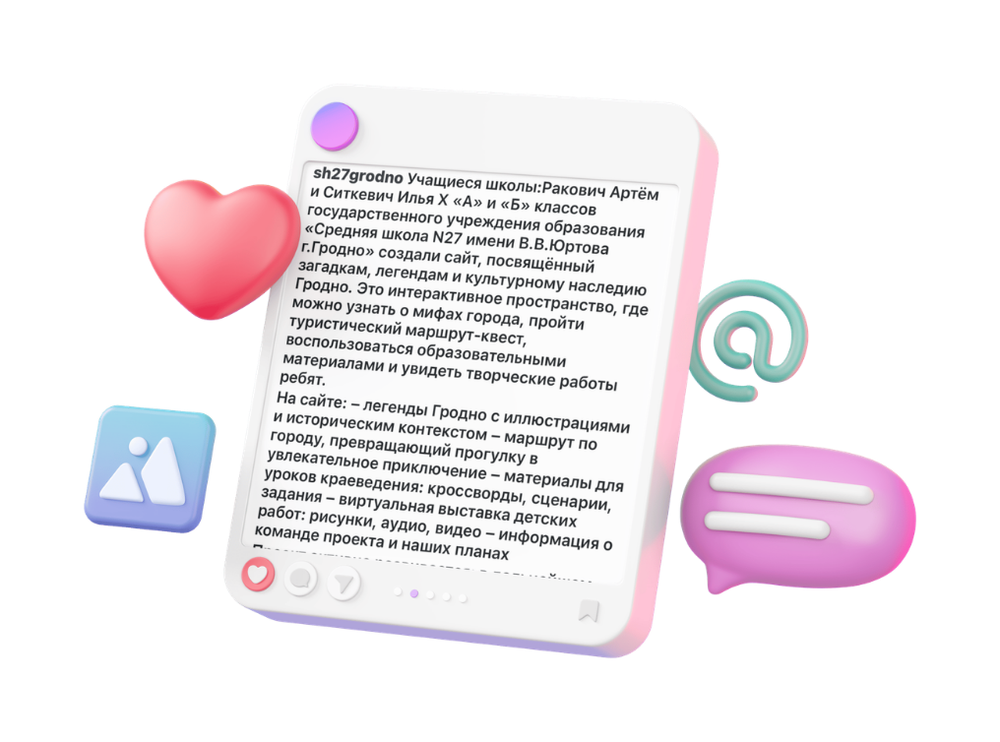 sh27grodno Учащиеся школы:Ракович Артём
и Ситкевич Илья X «А» и «Б» классов
государственного учреждения образования
«Средняя школа N27 имени В.В.Юртова
г.Гродно» создали сайт, посвящённый
загадкам, легендам и культурному наследию
Гродно. Это интерактивное пространство, где
можно узнать о мифах города, пройти
туристический маршрут-квест,
воспользоваться образовательными
материалами и увидеть творческие работы
ребят.
На сайте: – легенды Гродно с иллюстрациями
и историческим контекстом – маршрут по
городу, превращающий прогулку в
увлекательное приключение – материалы для
уроков краеведения: кроссворды, сценарии,
задания – виртуальная выставка детских
работ: рисунки, аудио, видео – информация о
команде проекта и наших планах